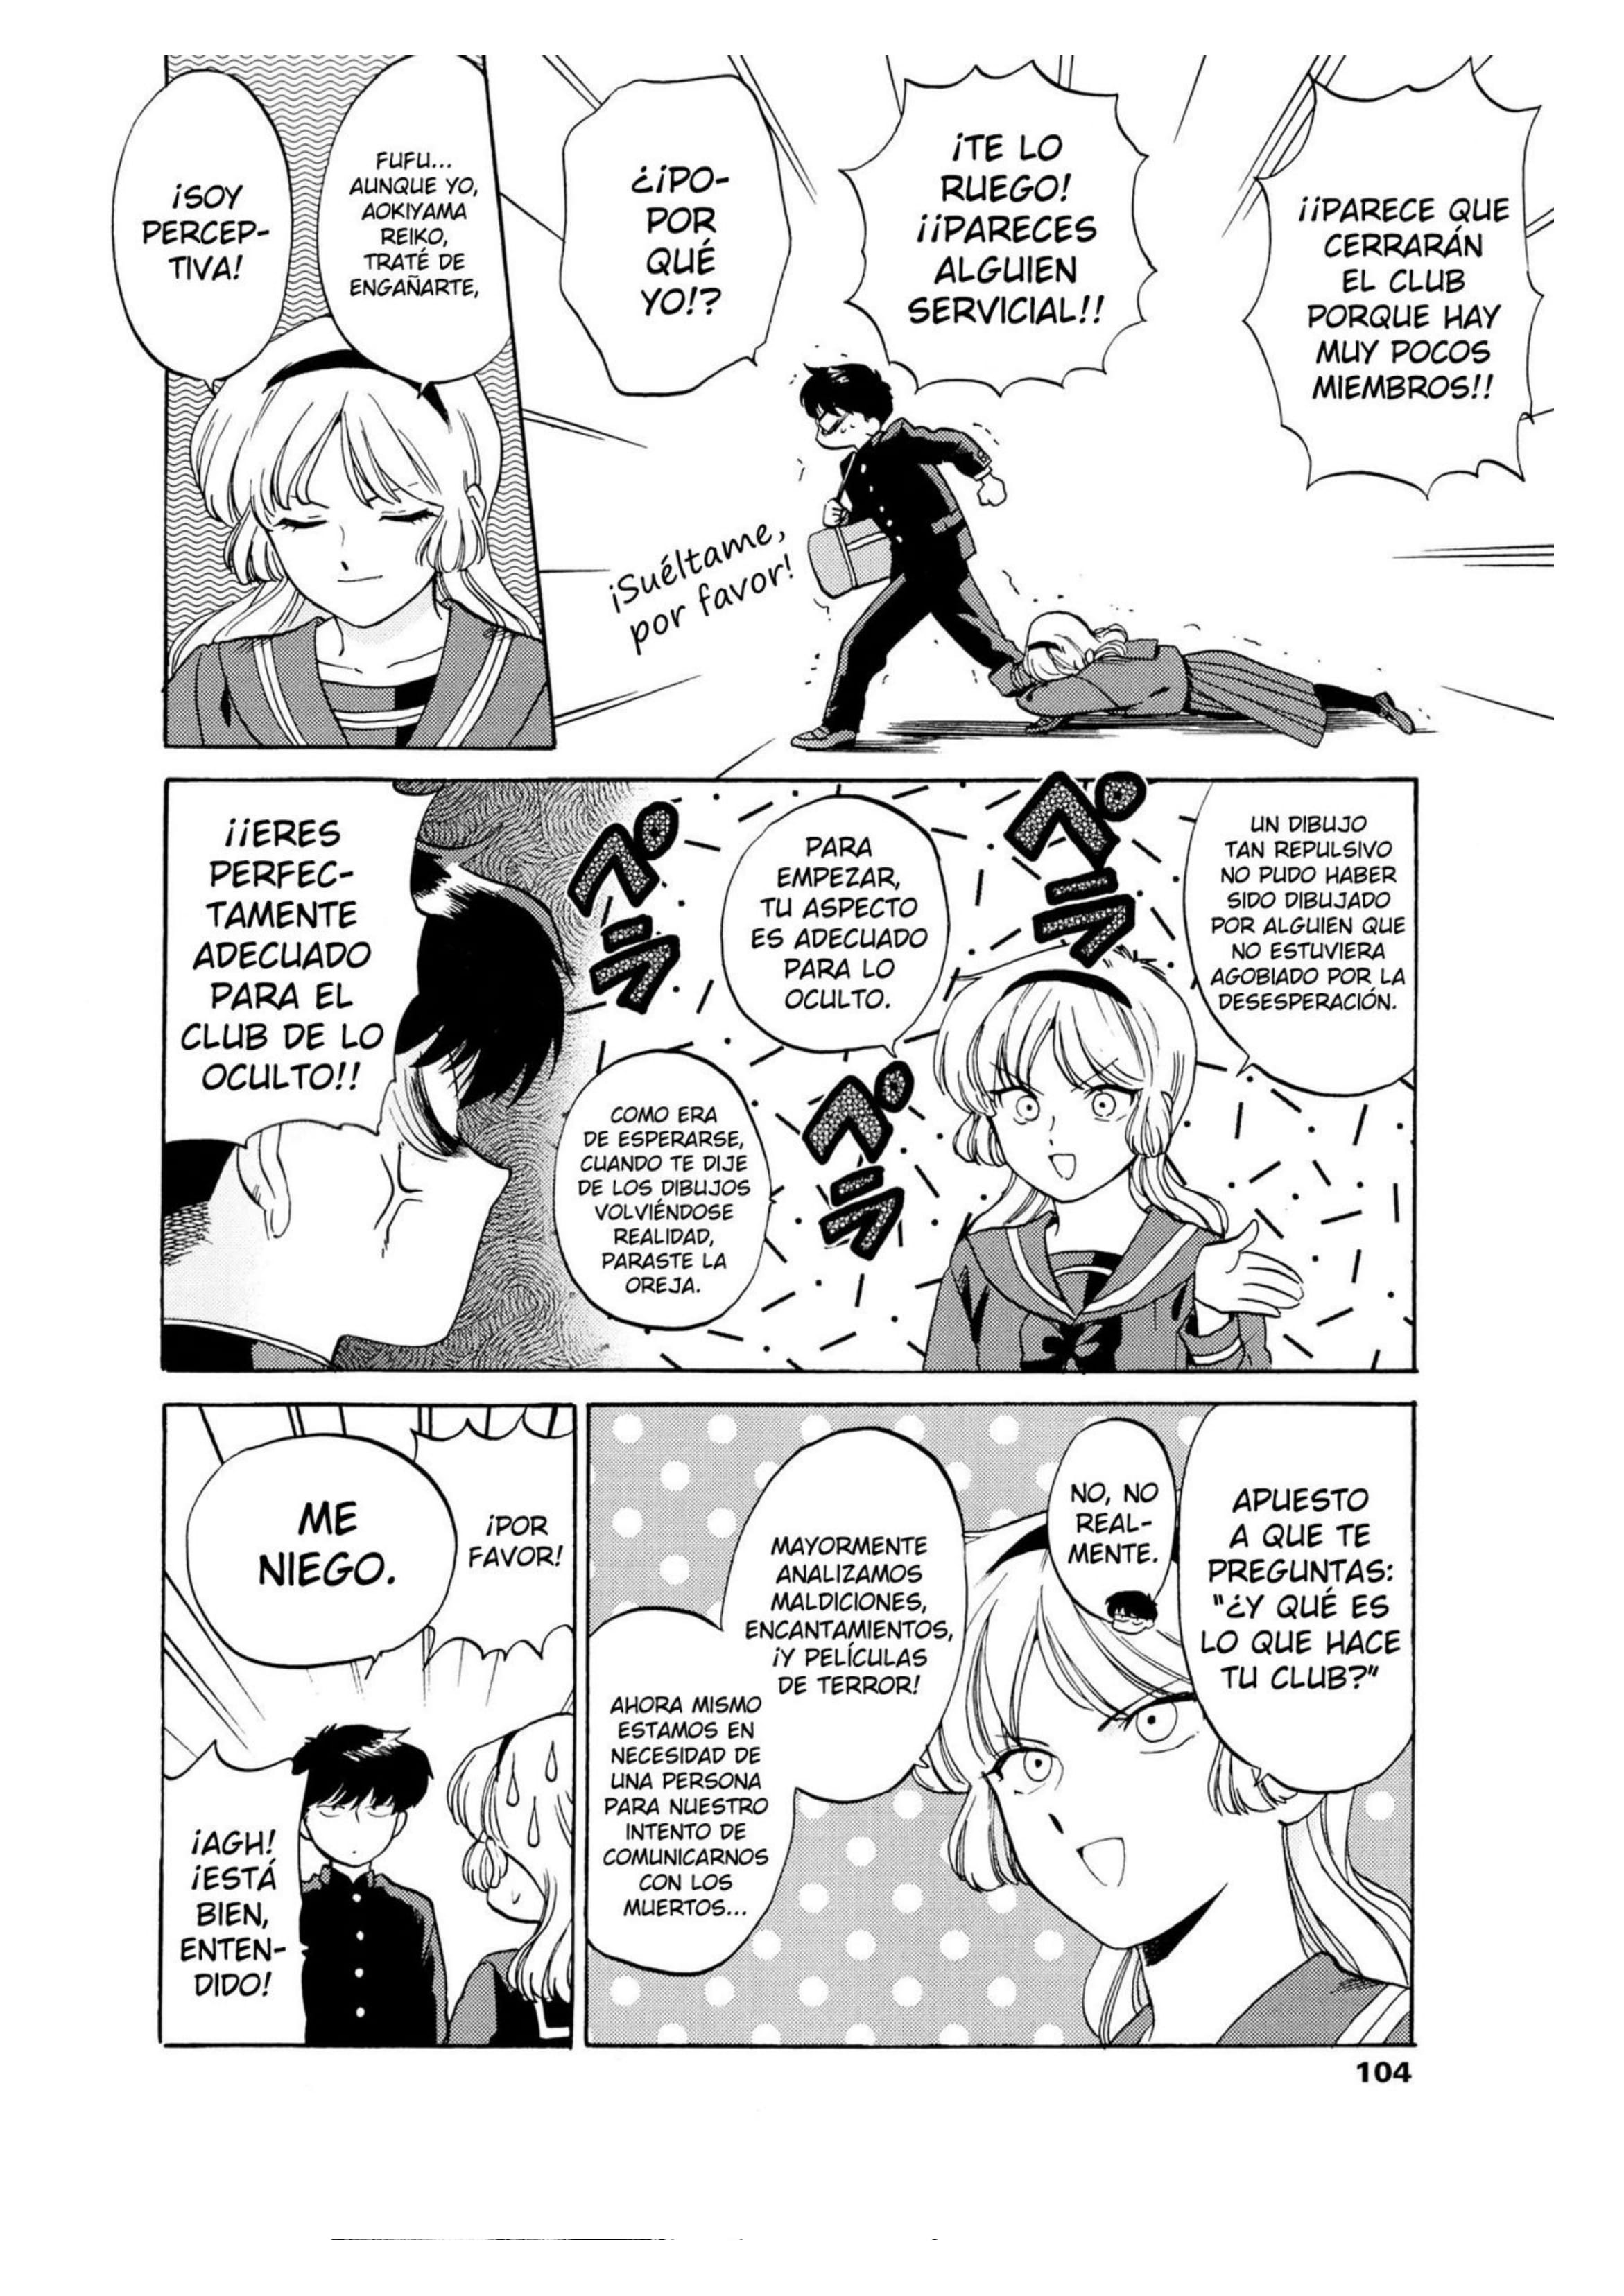 ¡¡PARECE QUE
CERRARÁN
EL CLUB
PORQUE HAY
MUY POCOS
MIEMBROS!!
¡TE LO
RUEGO!
¡¡PARECES
ALGUIEN
SERVICIAL!!
¿¡PO-
POR
QUÉ
YO!?
¡Suéltame,
por favor!
FUFU...
AUNQUE YO,
AOKIYAMA
REIKO,
TRATÉ DE
ENGAÑARTE,
¡SOY
PERCEP-
TIVA!
UN DIBUJO
TAN REPULSIVO
NO PUDO HABER
SIDO DIBUJADO
POR ALGUIEN QUE
NO ESTUVIERA
AGOBIADO POR LA
DESESPERACIÓN.
ペラ
PARA
EMPEZAR,
TU ASPECTO
ES ADECUADO
PARA LO
OCULTO.
ペラ
COMO ERA
DE ESPERARSE,
CUANDO TE DIJE
DE LOS DIBUJOS
VOLVIÉNDOSE
REALIDAD,
PARASTE LA
OREJA.
ペラ
¡¡ERES
PERFEC-
TAMENTE
ADECUADO
PARA EL
CLUB DE LO
OCULTO!!
APUESTO
A QUE TE
PREGUNTAS:
"¿Y QUÉ ES
LO QUE HACE
TU CLUB?"
NO, NO
REAL-
MENTE.
MAYORMENTE
ANALIZAMOS
MALDICIONES,
ENCANTAMIENTOS,
¡Y PELÍCULAS
DE TERROR!
AHORA MISMO
ESTAMOS EN
NECESIDAD DE
UNA PERSONA
PARA NUESTRO
INTENTO DE
COMUNICARNOS
CON LOS
MUERTOS...
¡POR
FAVOR!
ME
NIEGO.
¡AGH!
¡ESTÁ
BIEN,
ENTEN-
DIDO!
104